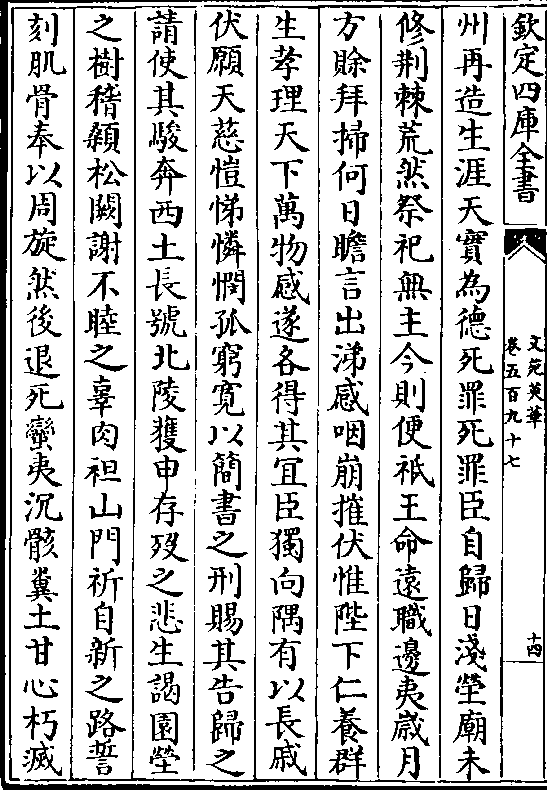 欽定四庫全書
文苑英華
卷五百九十七
十四
州再造生涯天實為德死罪死罪臣自歸日淺塋廟未
修荆棘荒然祭祀無主今則便祗王命遠職邊夷嵗月
方賖拜掃何日瞻言出涕感咽崩摧伏惟陛下仁養群
生孝理天下萬物感遂各得其宜臣獨向隅有以長戚
伏願天慈愷悌憐憫孤窮寛以簡書之刑賜其告歸之
請使其駿奔西土長號北陵獲申存歿之悲生謁園塋
之樹稽顙松闕謝不睦之辜肉袒山門祈自新之路誓
刻肌骨奉以周旋然後退死蠻夷沉骸糞土甘心朽滅